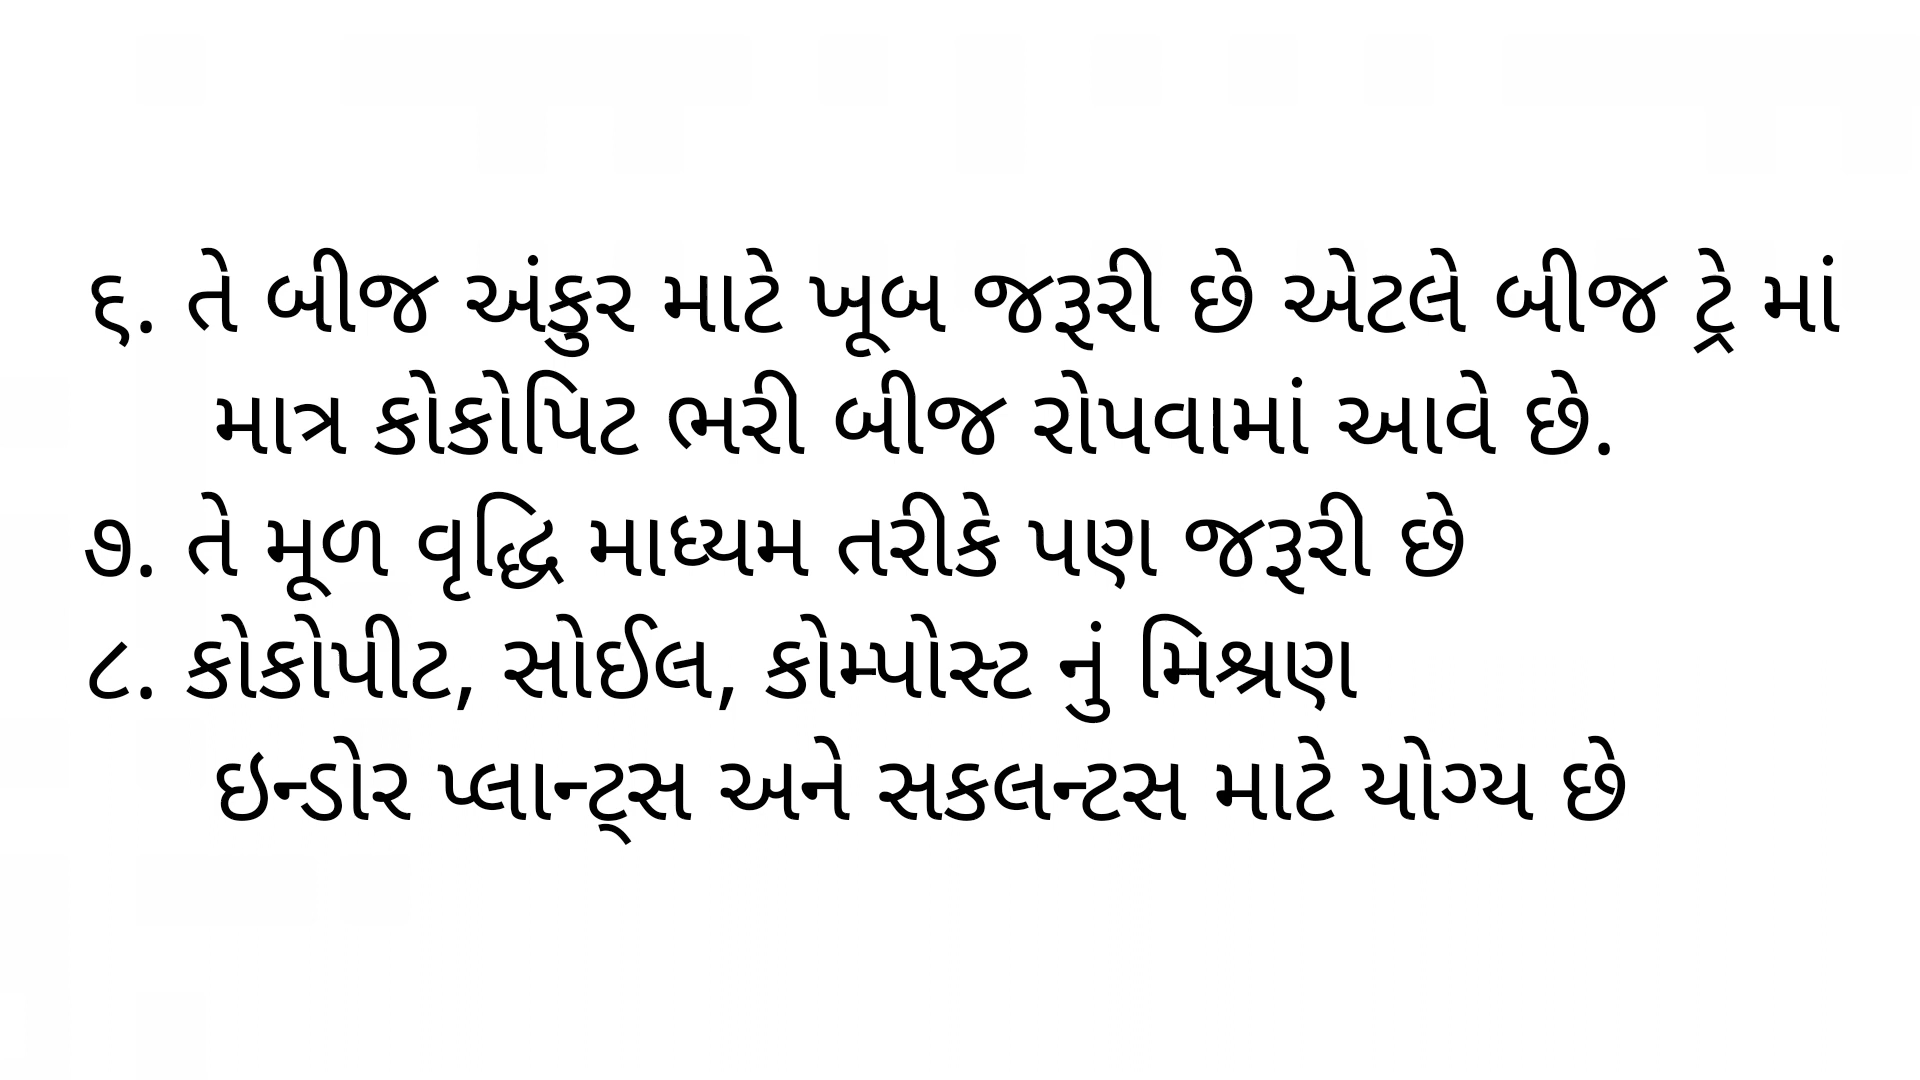 ૬. તે બીજ અંકુર માટે ખૂબ જરૂરી છે એટલે બીજ ટ્રે માં
માત્ર કોકોપિટ ભરી બીજ રોપવામાં આવે છે.
૭. તે મૂળ વૃદ્ધિ માધ્યમ તરીકે પણ જરૂરી છે
૮. કોકોપીટ, સોઈલ, કોમ્પોસ્ટ નું મિશ્રણ
ઇન્ડોર પ્લાન્ટ્સ અને સકલન્ટસ માટે યોગ્ય છે